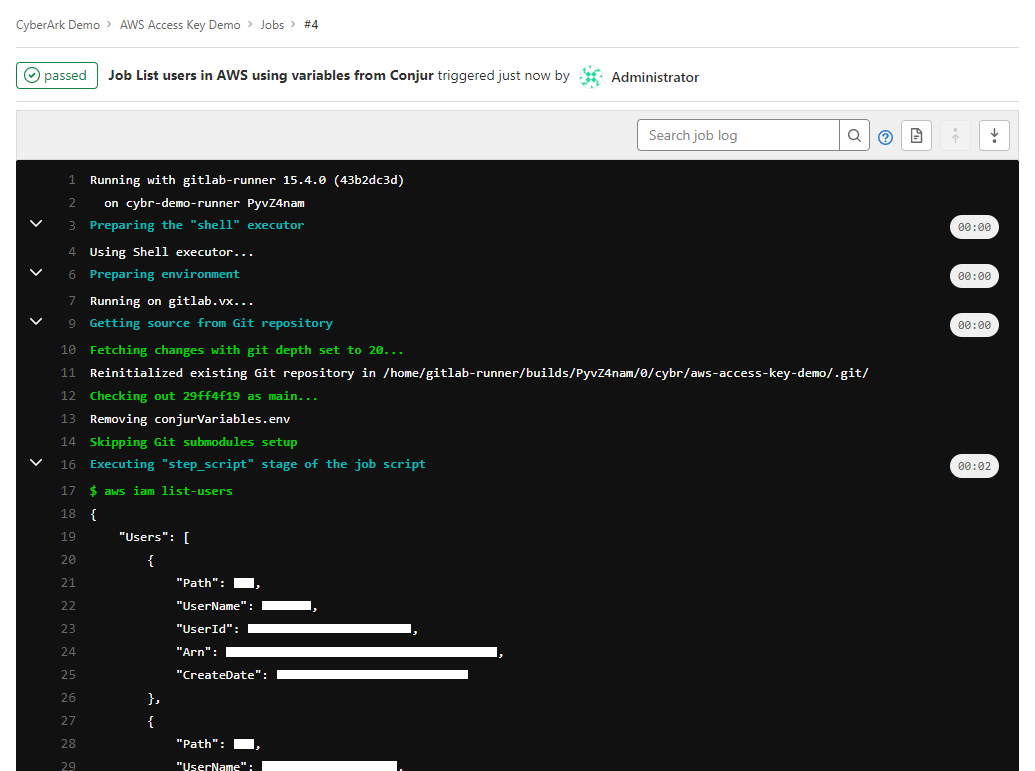 CyberArk Demo > AWS Access Key Demo > Jobs > #4
passed Job List users in AWS using variables from Conjur triggered just now by Administrator
Search job log
1 Running with gitlab-runner 15.4.0 (43b2dc3d)
2 on cybr-demo-runner PyvZ4nam
3 Preparing the "shell" executor 00:00
4 Using Shell executor...
6 Preparing environment 00:00
7 Running on gitlab.vx...
9 Getting source from Git repository 00:00
10 Fetching changes with git depth set to 20...
11 Reinitialized existing Git repository in /home/gitlab-runner/builds/PyvZ4nam/0/cybr/aws-access-key-demo/.git/
12 Checking out 29ff4f19 as main...
13 Removing conjurVariables.env
14 Skipping Git submodules setup
16 Executing "step_script" stage of the job script 00:02
17 $ aws iam list-users
18 {
19 "Users": [
20 {
21 "Path": ,
22 "UserName": ,
23 "UserId": ,
24 "Arn": ,
25 "CreateDate":
26 },
27 {
28 "Path": ,
29 "UserName": ,